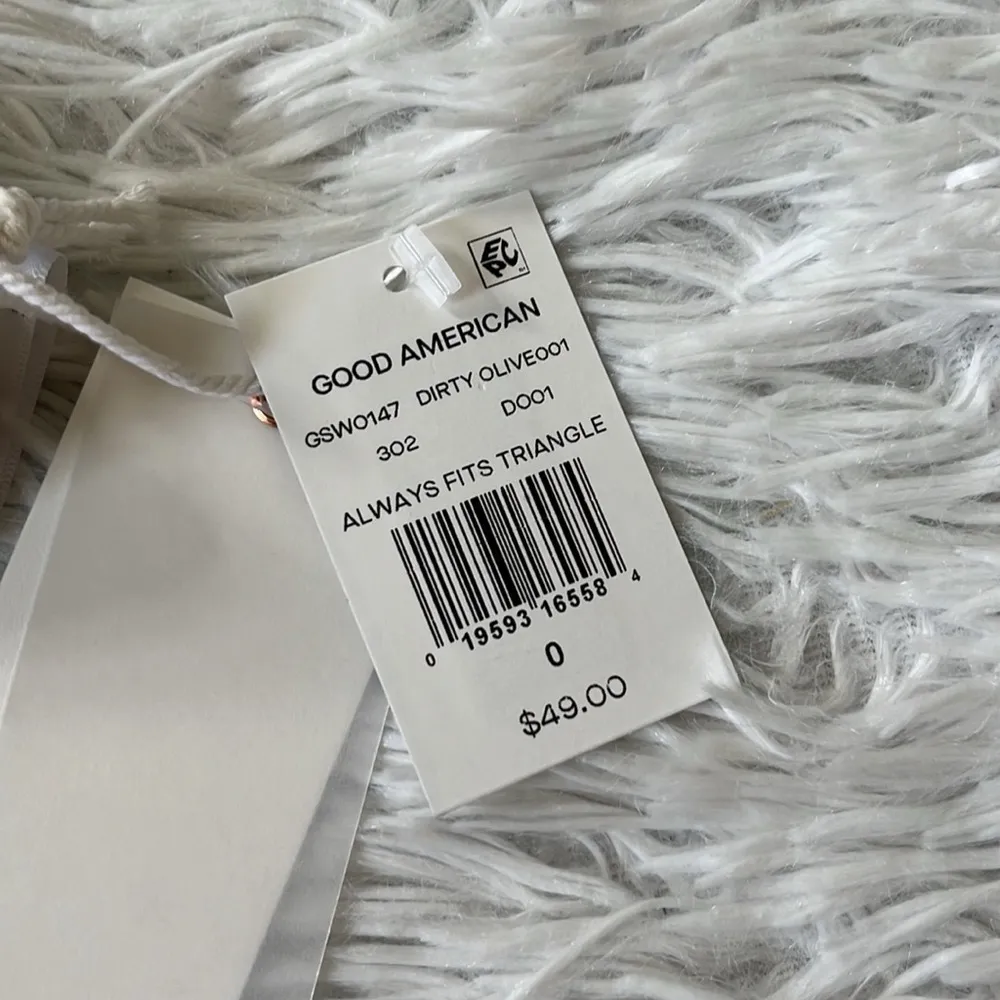 EPC
GOOD AMERICAN
GSW0147 DIRTY OLIVE001
302 D001
ALWAYS FITS TRIANGLE
0 19593 16558 4
0
$49.00